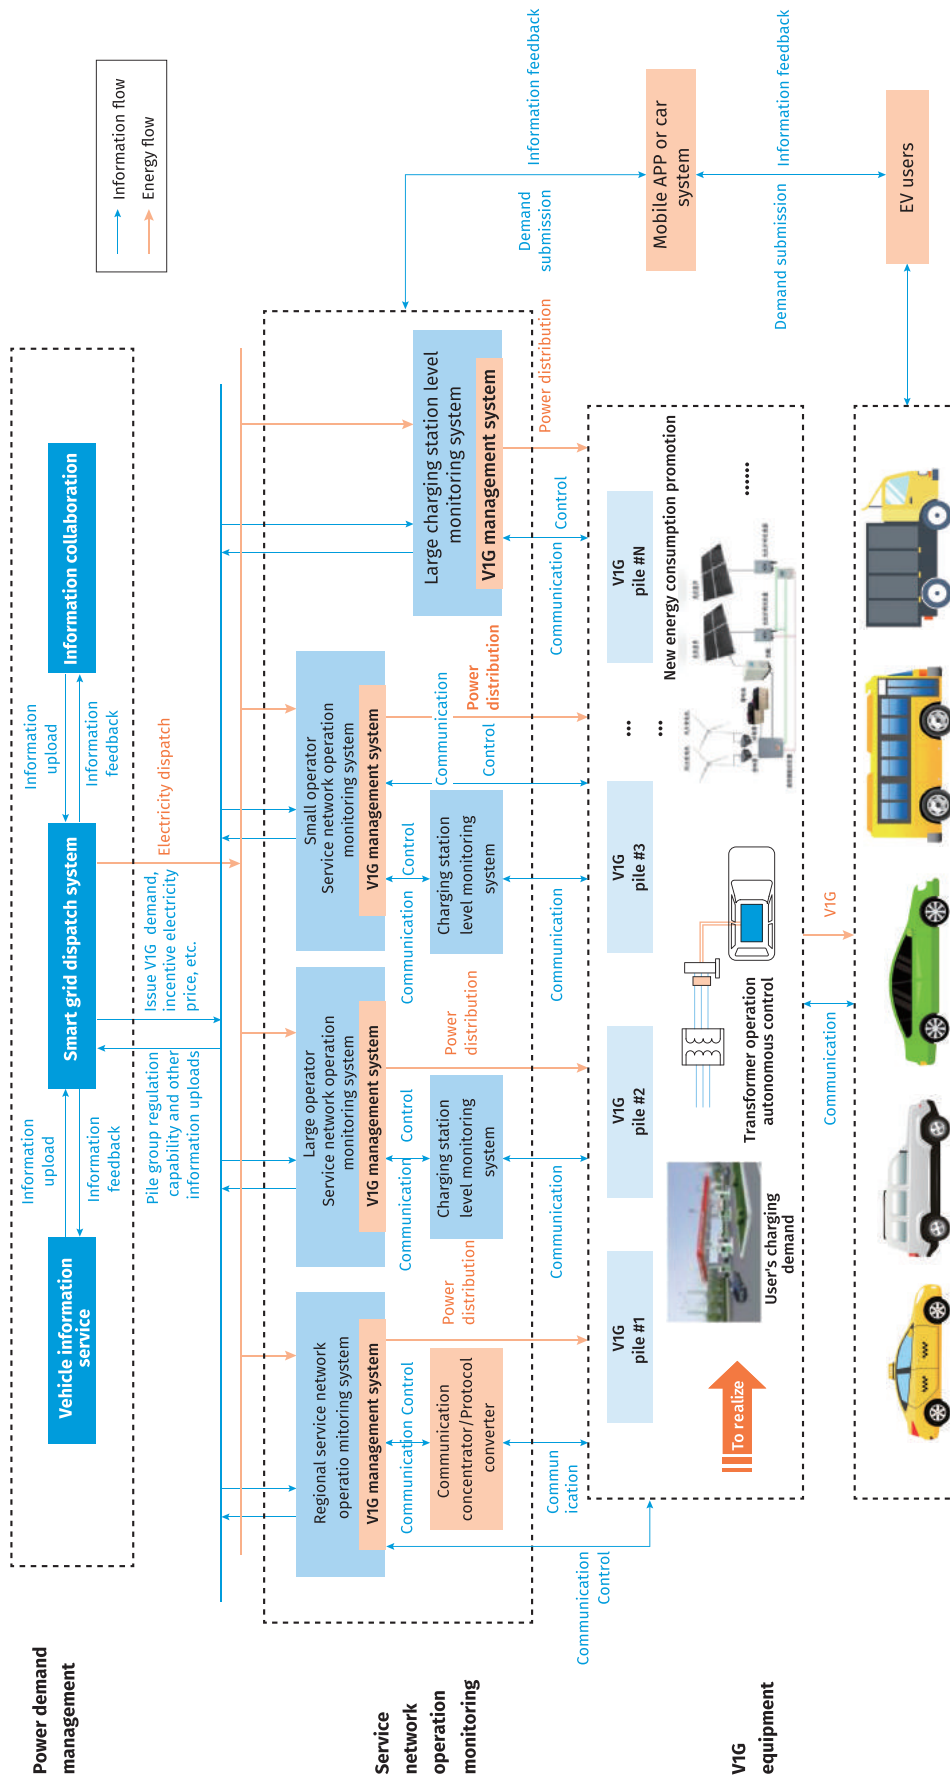 Power demand
management
Vehicle information
service
Information
upload
Information
feedback
Smart grid dispatch system
Information
upload
Information
feedback
Information collaboration
Information flow
Energy flow
Pile group regulation
capability and other
information uploads
Issue V1G demand,
incentive electricity
price, etc.
Electricity dispatch
Service
network
operation
monitoring
Regional service network
operatio mitoring system
V1G management system
Communication Control
Communication
concentrator/Protocol
converter
Power
distribution
Commun
ication
Communication
Control
Large operator
Service network operation
monitoring system
V1G management system
Communication
Control
Charging station
level monitoring
system
Power
distribution
Communication
Small operator
Service network operation
monitoring system
V1G management system
Communication
Control
Charging station
level monitoring
system
Power
distribution
Communication
Control
Communication
Large charging station level
monitoring system
V1G management system
Power distribution
Communication
Control
Demand
submission
Information feedback
Mobile APP or car
system
Demand submission
Information feedback
EV users
V1G
equipment
V1G
pile #1
V1G
pile #2
V1G
pile #3
...
...
V1G
pile #N
To realize
User's charging
demand
Transformer operation
autonomous control
New energy consumption promotion
......
Communication
V1G